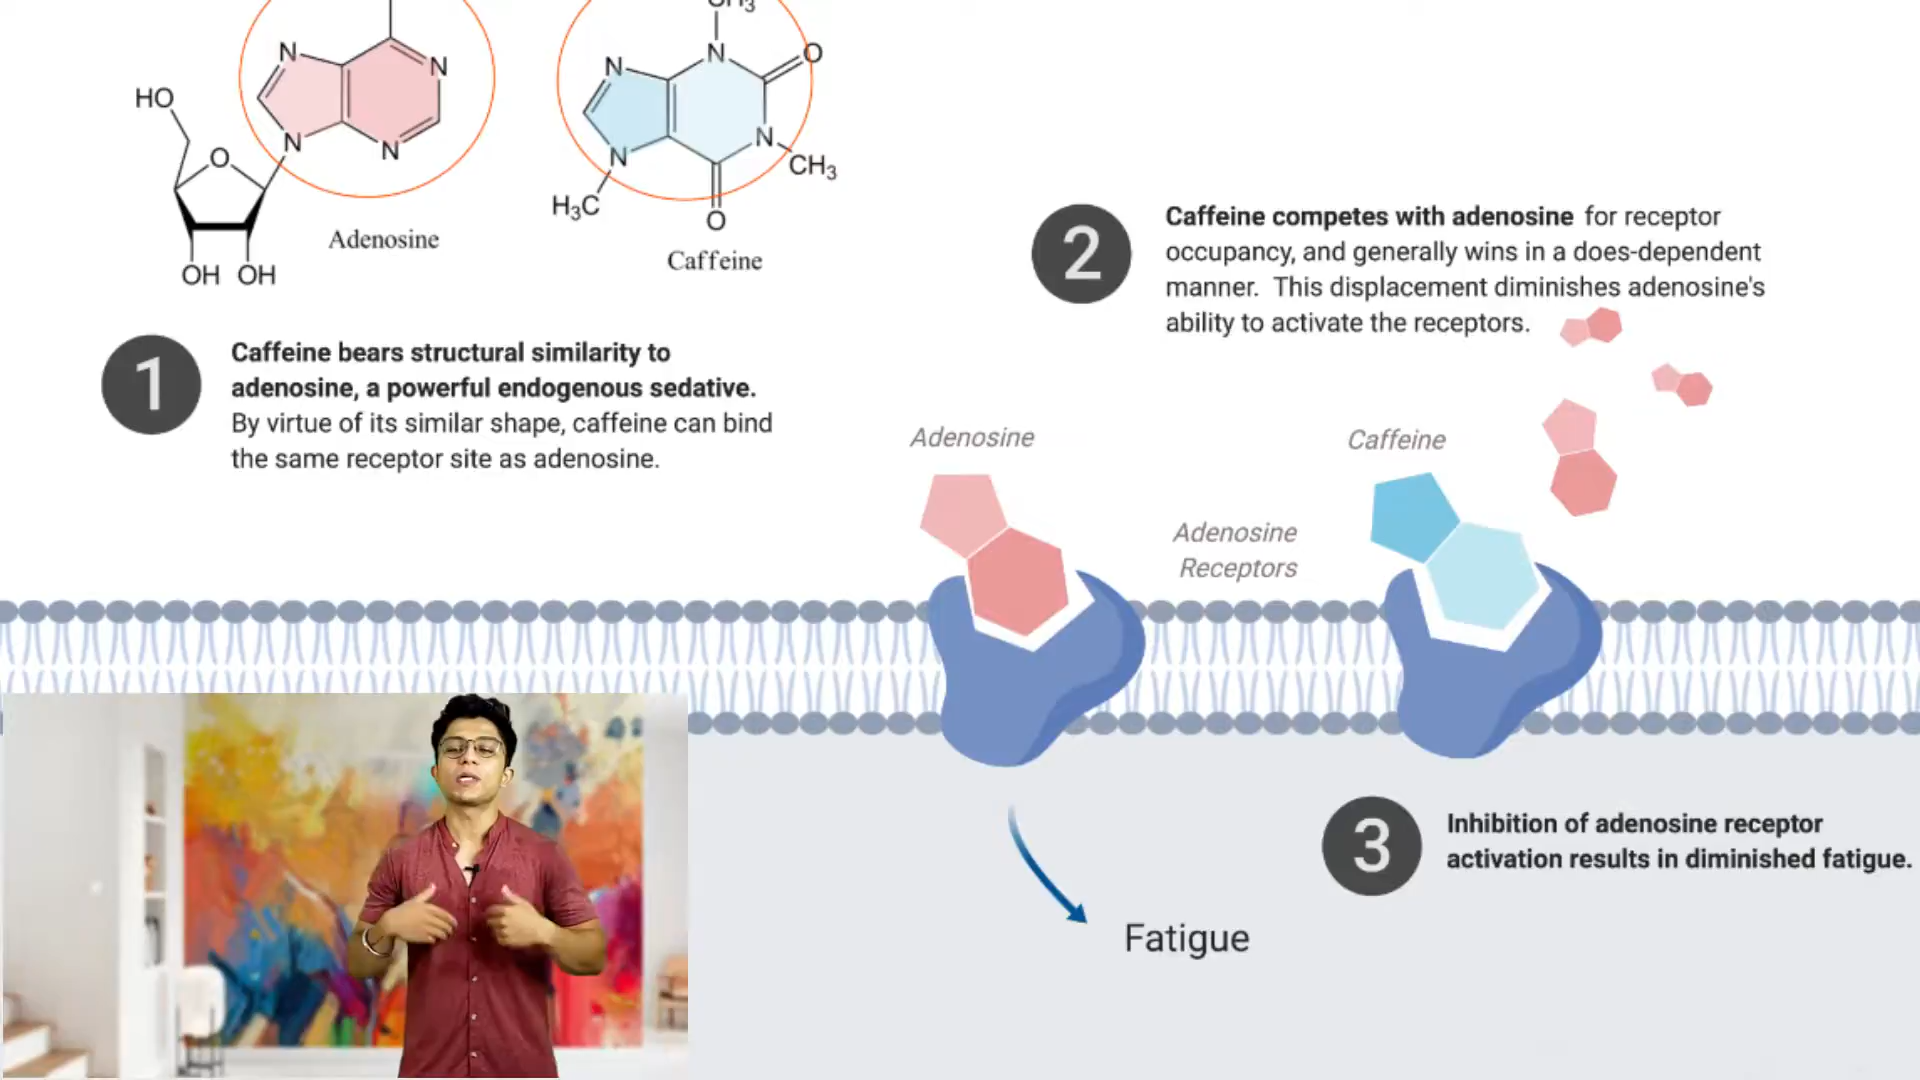 CH3
N
N
N
N
HO
O
Adenosine
OH OH
N
N
O
N
N
CH3
H3C
O
Caffeine
1
Caffeine bears structural similarity to
adenosine, a powerful endogenous sedative.
By virtue of its similar shape, caffeine can bind
the same receptor site as adenosine.
2
Caffeine competes with adenosine for receptor
occupancy, and generally wins in a does-dependent
manner. This displacement diminishes adenosine's
ability to activate the receptors.
Adenosine
Caffeine
Adenosine
Receptors
3
Inhibition of adenosine receptor
activation results in diminished fatigue.
Fatigue